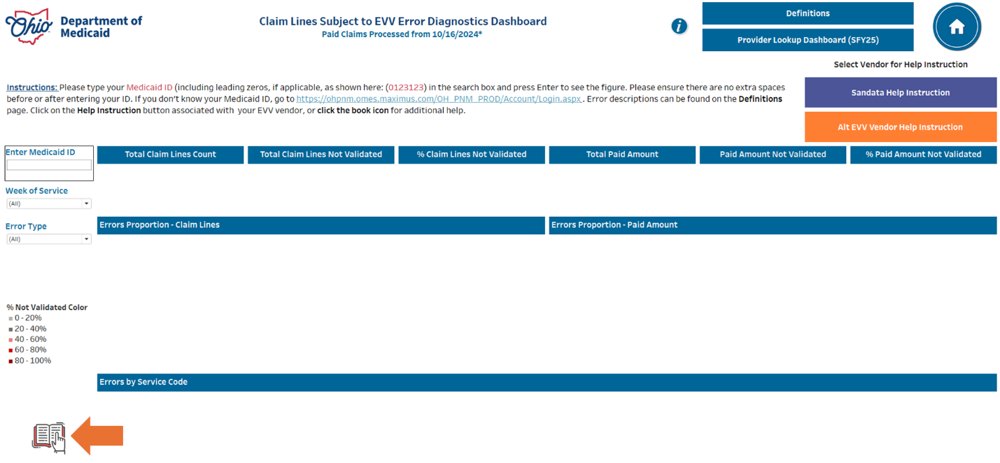 Ohio Department of
Medicaid
Claim Lines Subject to EVV Error Diagnostics Dashboard
Paid Claims Processed from 10/16/2024*
i
Definitions
Provider Lookup Dashboard (SFY25)
Select Vendor for Help Instruction
Instructions: Please type your Medicaid ID (including leading zeros, if applicable, as shown here: (0123123) in the search box and press Enter to see the figure. Please ensure there are no extra spaces
before or after entering your ID. If you don't know your Medicaid ID, go to https://ohpnm.omes.maximus.com/OH_PNM_PROD/Account/Login.aspx . Error descriptions can be found on the Definitions
page. Click on the Help Instruction button associated with your EVV vendor, or click the book icon for additional help.
Sandata Help Instruction
Alt EVV Vendor Help Instruction
Enter Medicaid ID
Total Claim Lines Count
Total Claim Lines Not Validated
% Claim Lines Not Validated
Total Paid Amount
Paid Amount Not Validated
% Paid Amount Not Validated
Week of Service
(All)
Error Type
(All)
Errors Proportion - Claim Lines
Errors Proportion - Paid Amount
% Not Validated Color
0 - 20%
20 - 40%
40 - 60%
60 - 80%
80 - 100%
Errors by Service Code